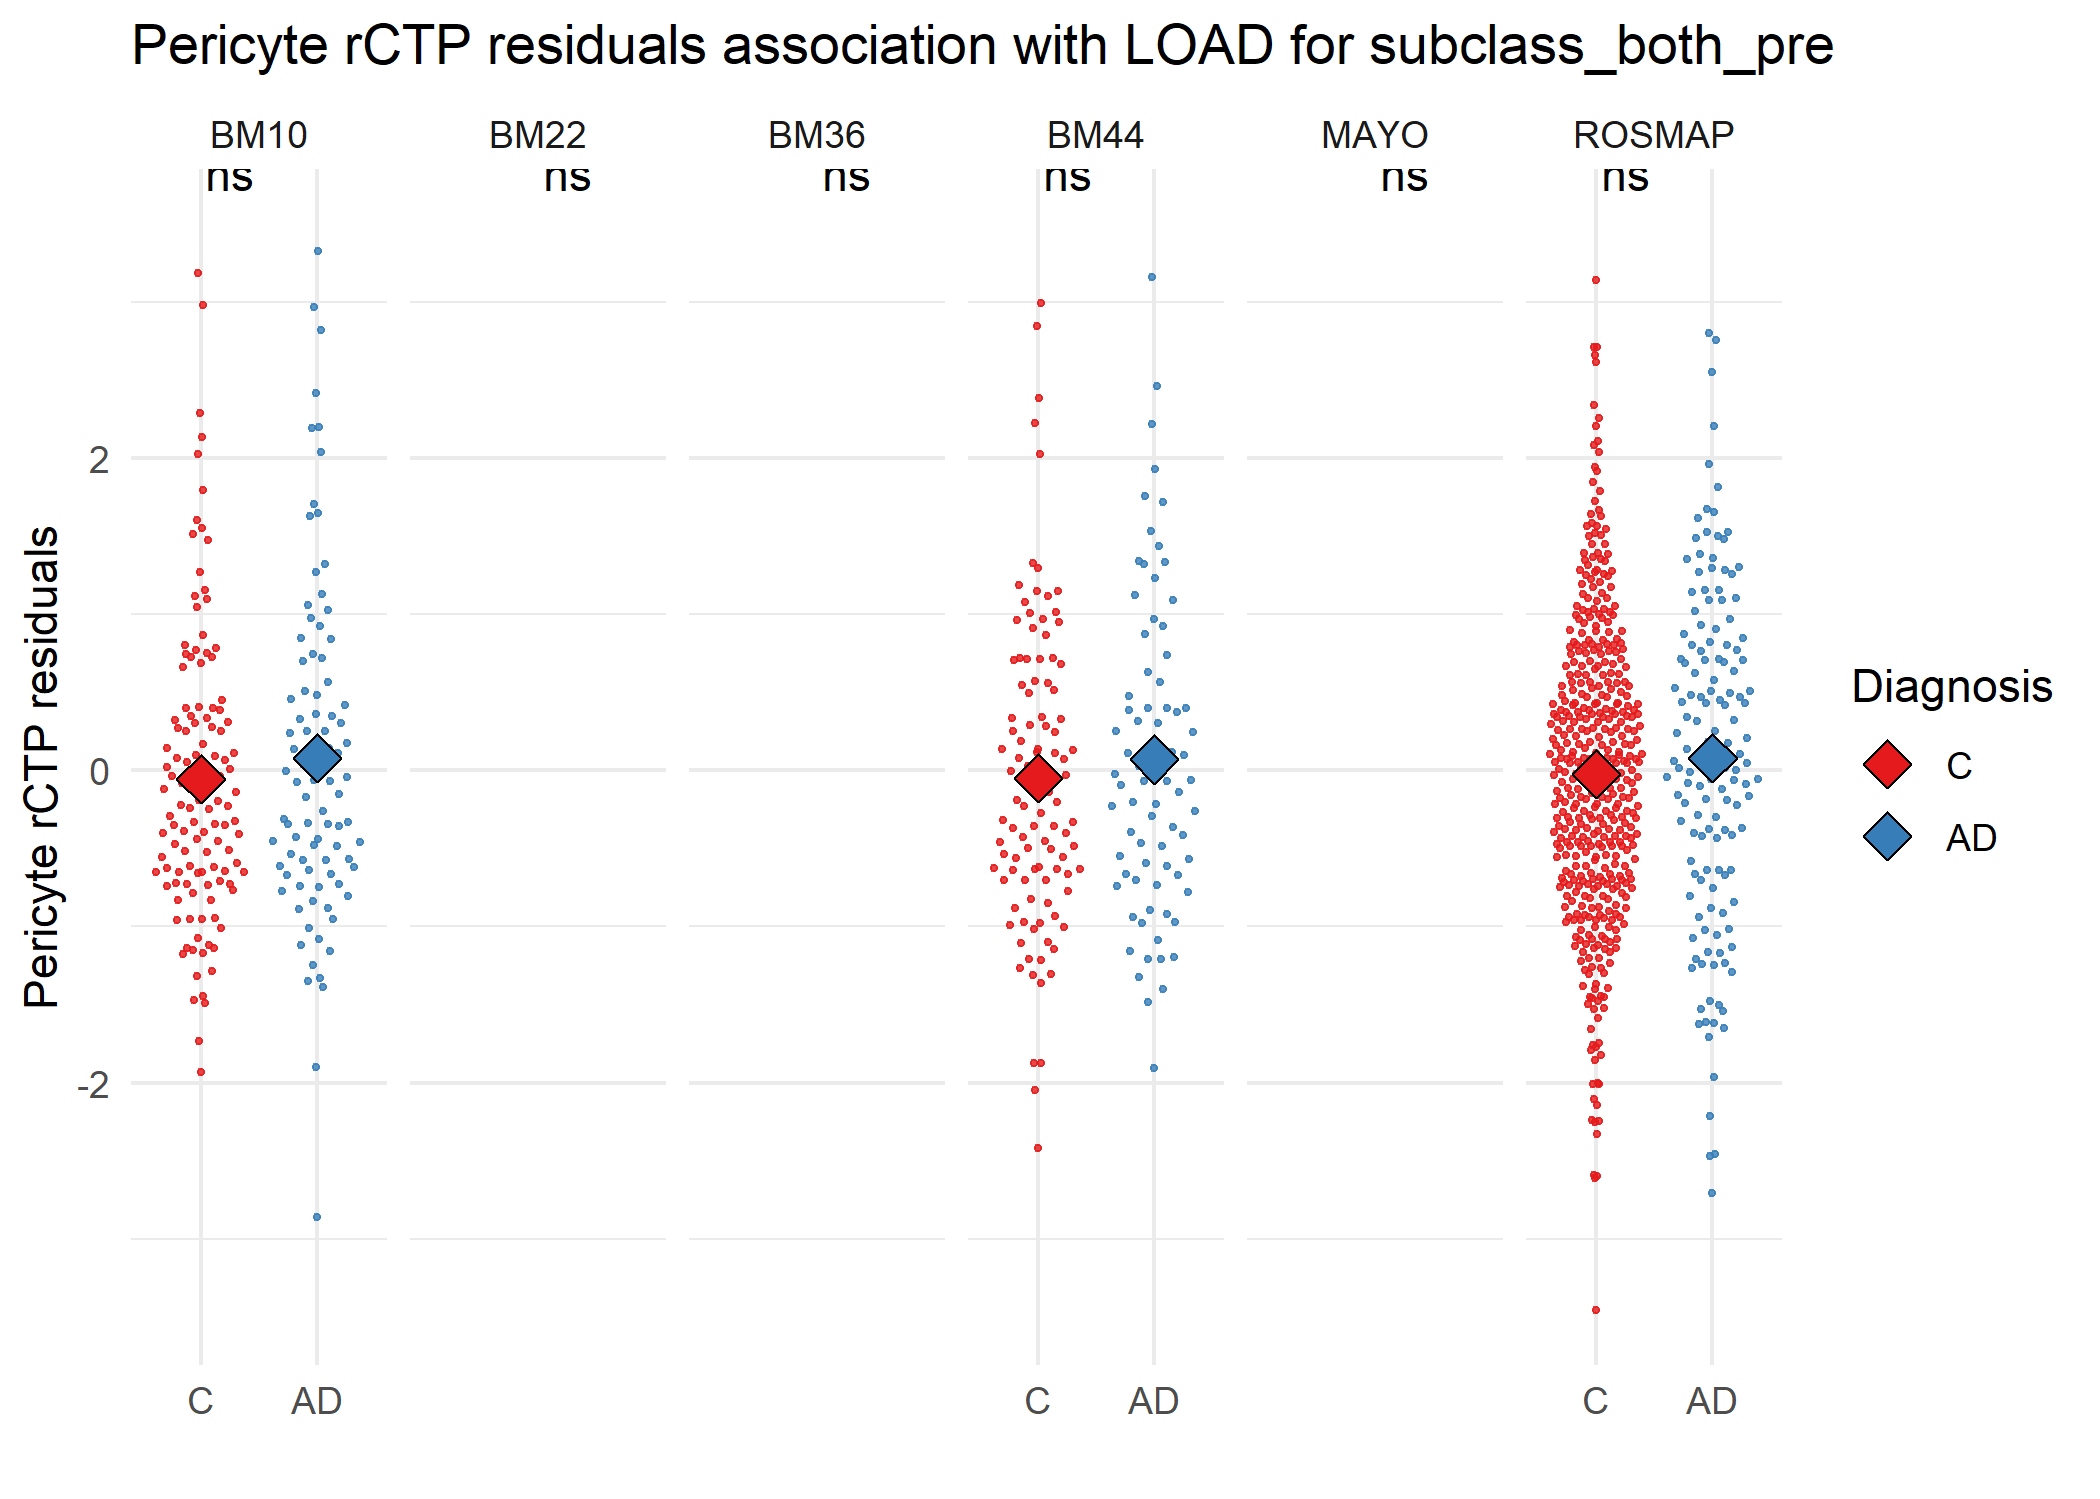 Pericyte rCTP residuals association with LOAD for subclass_both_pre
BM10 BM22 BM36 BM44 MAYO ROSMAP
ns ns ns ns ns ns
Pericyte rCTP residuals
2
0
-2
C AD C AD C AD
Diagnosis
C
AD